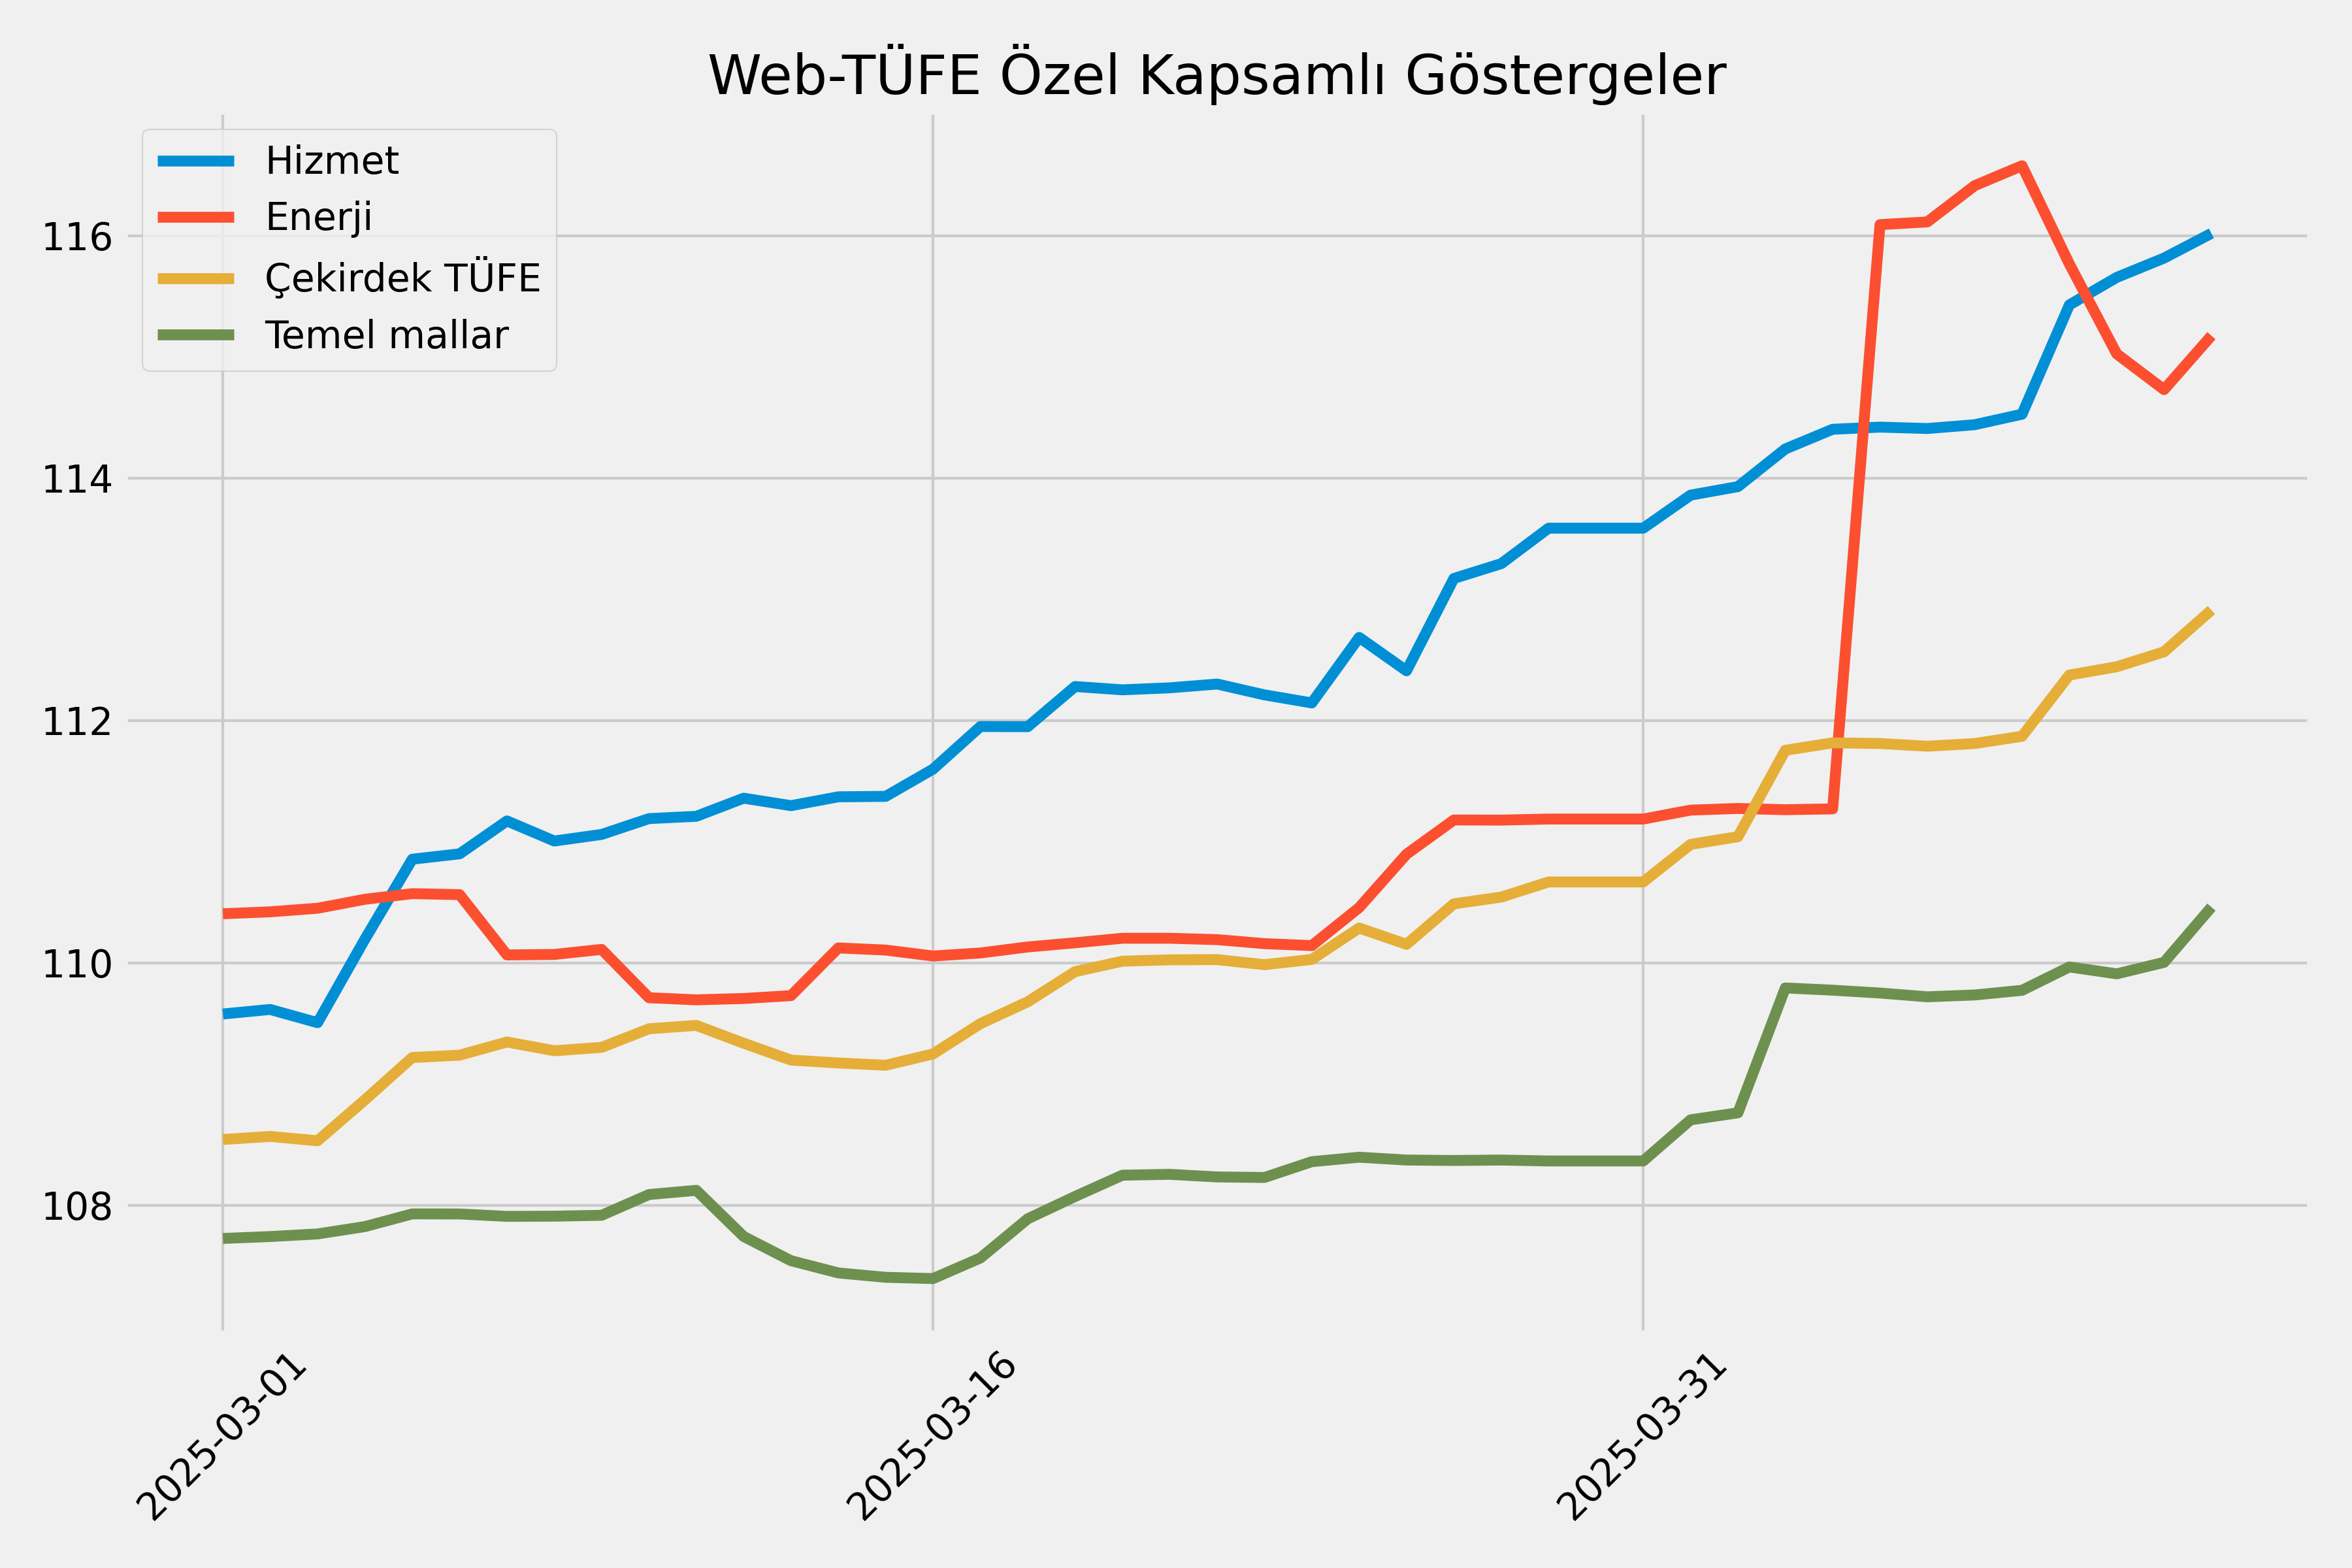 Web-TÜFE Özel Kapsamlı Göstergeler
Hizmet
Enerji
Çekirdek TÜFE
Temel mallar
116
114
112
110
108
2025-03-01
2025-03-16
2025-03-31